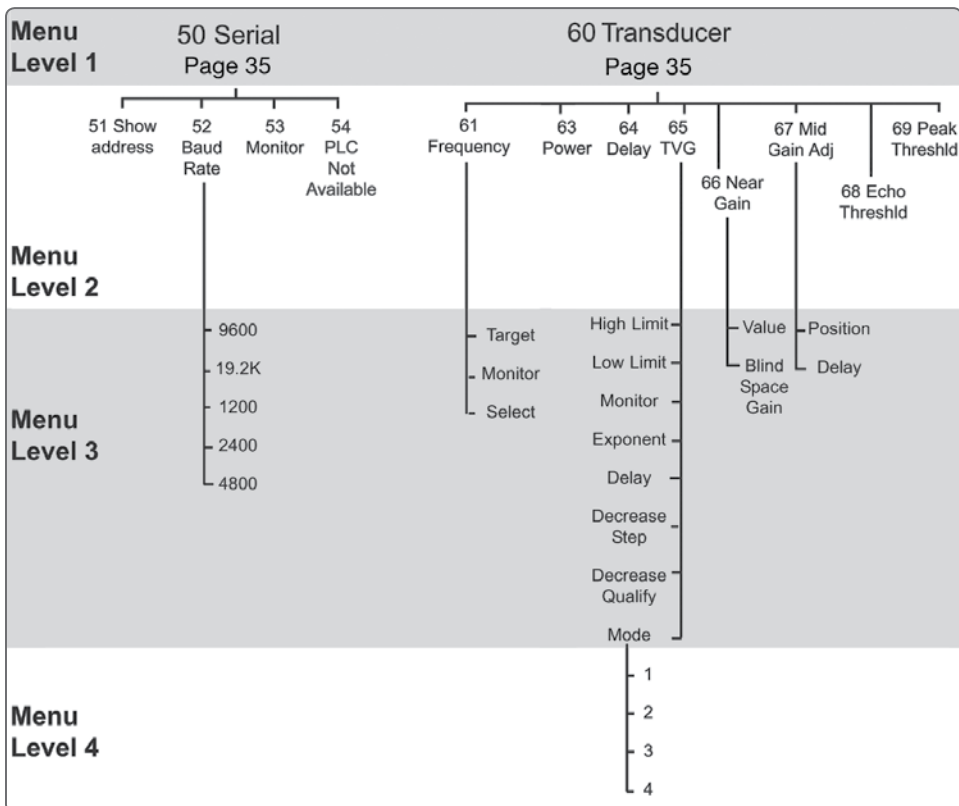 Menu
Level 1
50 Serial
Page 35
60 Transducer
Page 35
51 Show
address
52
Baud
Rate
53
Monitor
54
PLC
Not
Available
61
Frequency
63
Power
64
Delay
65
TVG
66 Near
Gain
67 Mid
Gain Adj
68 Echo
Threshld
69 Peak
Threshld
Menu
Level 2
Menu
Level 3
9600
19.2K
1200
2400
4800
Target
Monitor
Select
High Limit
Low Limit
Monitor
Exponent
Delay
Decrease
Step
Decrease
Qualify
Mode
Value
Blind
Space
Gain
Position
Delay
Menu
Level 4
1
2
3
4